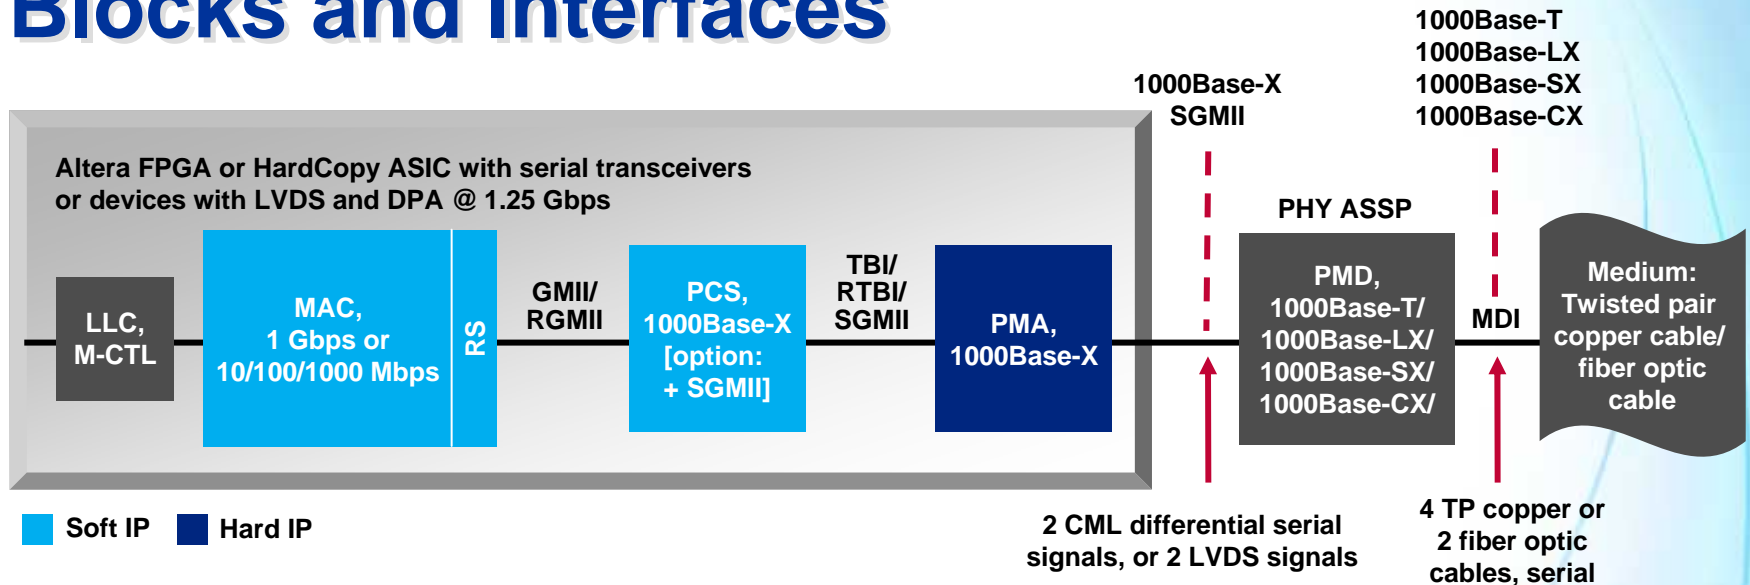 Blocks and Interfaces
1000Base-T
1000Base-LX
1000Base-SX
1000Base-CX
1000Base-X
SGMII
Altera FPGA or HardCopy ASIC with serial transceivers
or devices with LVDS and DPA @ 1.25 Gbps
PHY ASSP
LLC,
M-CTL
MAC,
1 Gbps or
10/100/1000 Mbps
RS
GMII/
RGMII
PCS,
1000Base-X
[option:
+ SGMII]
TBI/
RTBI/
SGMII
PMA,
1000Base-X
PMD,
1000Base-T/
1000Base-LX/
1000Base-SX/
1000Base-CX/
MDI
Medium:
Twisted pair
copper cable/
fiber optic
cable
Soft IP
Hard IP
2 CML differential serial
signals, or 2 LVDS signals
4 TP copper or
2 fiber optic
cables, serial